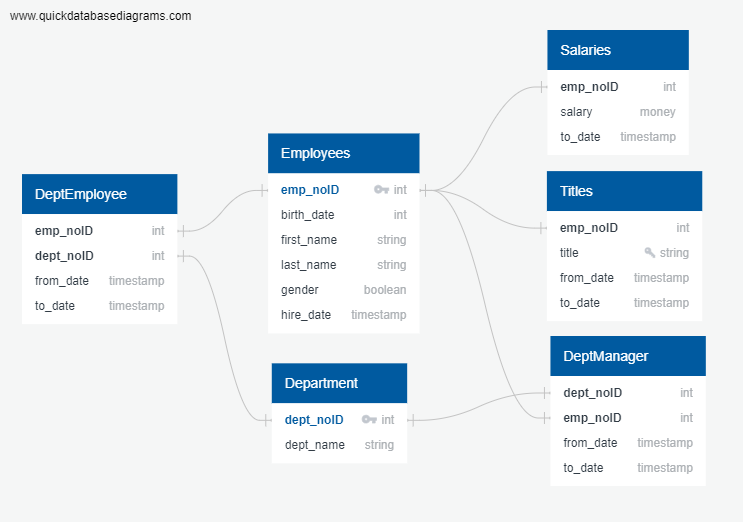 www.quickdatabasediagrams.com
Salaries
emp_noID int
salary money
to_date timestamp
Employees
emp_noID int
birth_date int
first_name string
last_name string
gender boolean
hire_date timestamp
DeptEmployee
emp_noID int
dept_noID int
from_date timestamp
to_date timestamp
Titles
emp_noID int
title string
from_date timestamp
to_date timestamp
Department
dept_noID int
dept_name string
DeptManager
dept_noID int
emp_noID int
from_date timestamp
to_date timestamp